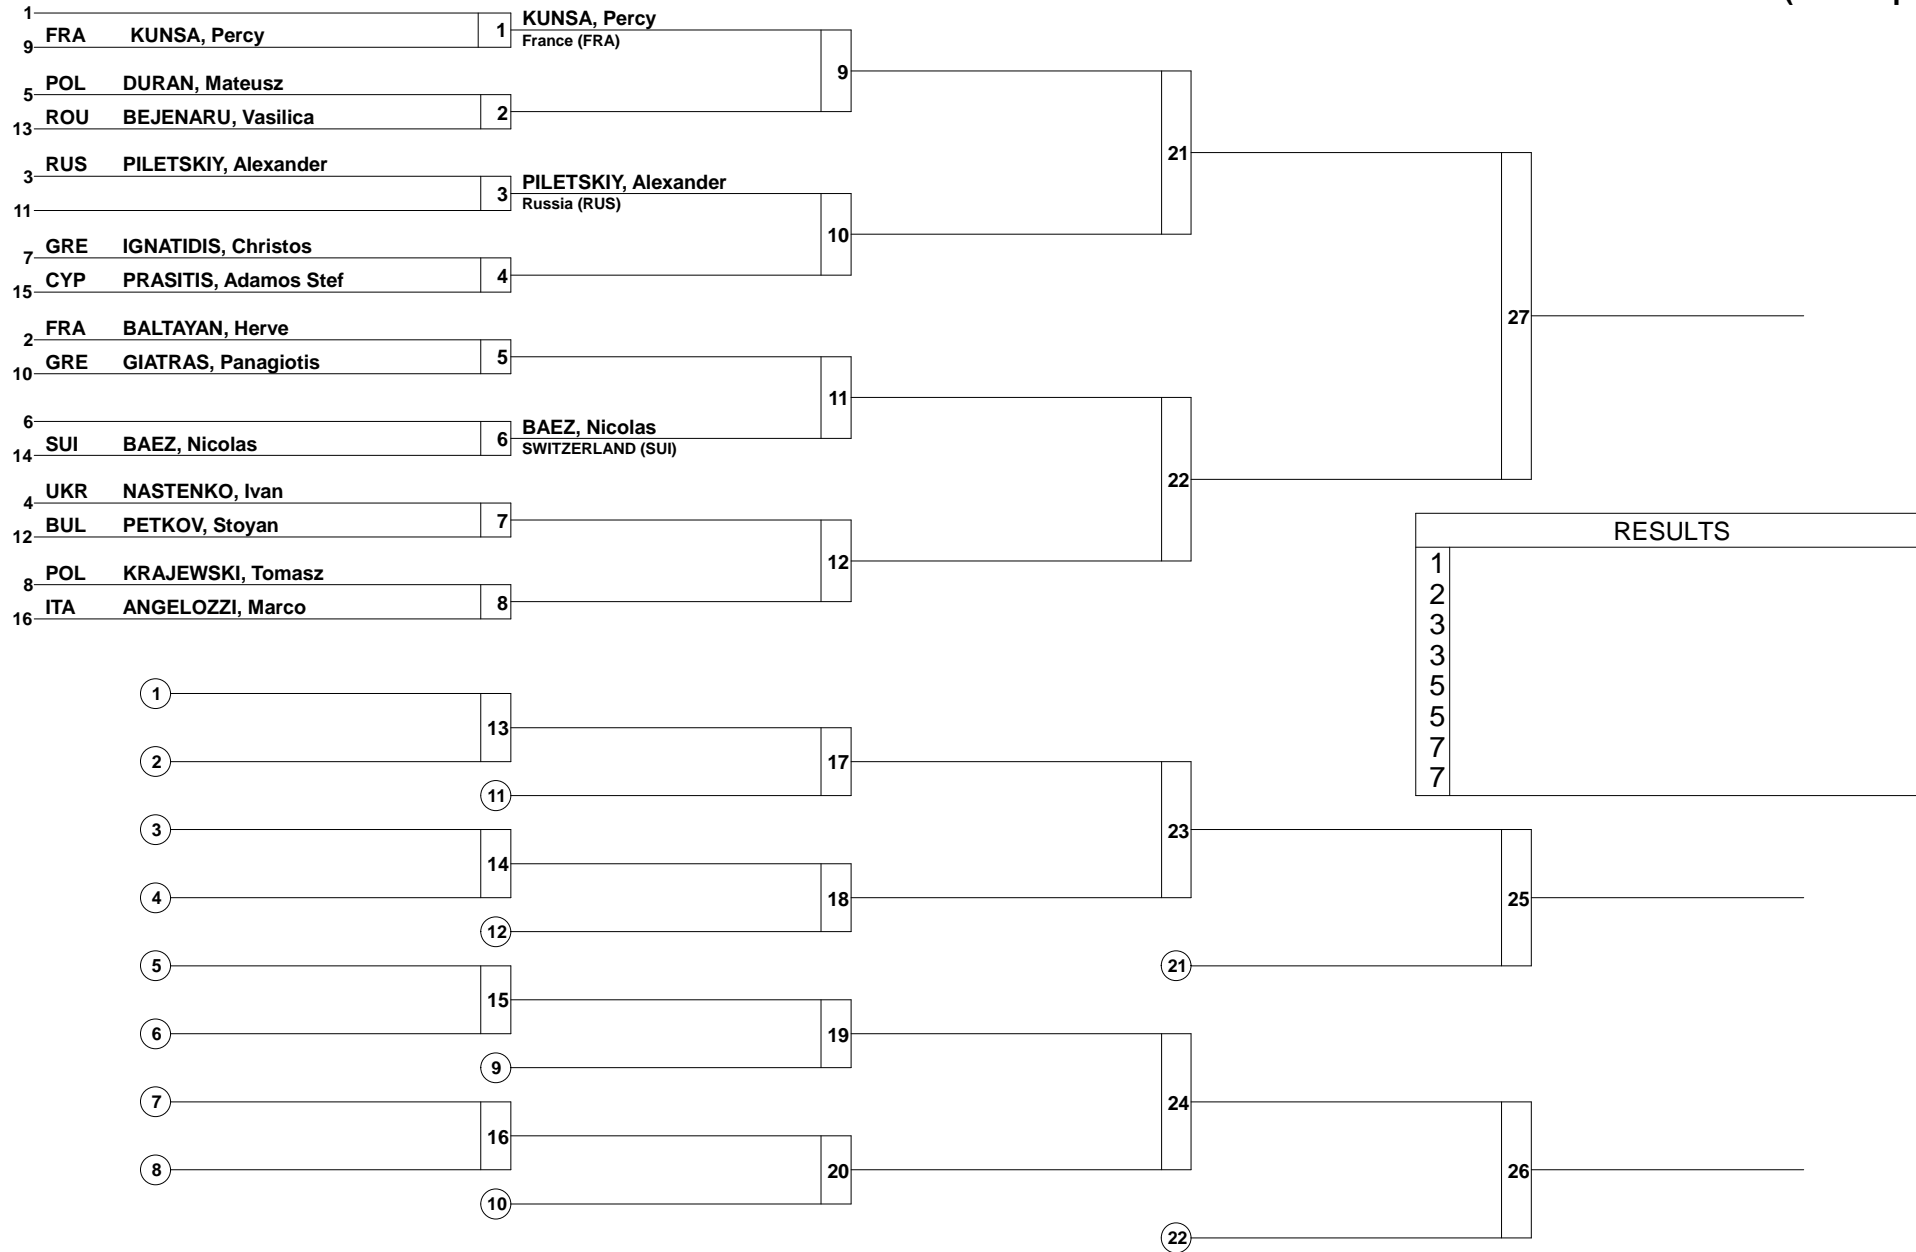 1
9 FRA KUNSA, Percy
1
KUNSA, Percy
France (FRA)
5 POL DURAN, Mateusz
13 ROU BEJENARU, Vasilica
2
9
3 RUS PILETSKIY, Alexander
11
3
PILETSKIY, Alexander
Russia (RUS)
7 GRE IGNATIDIS, Christos
15 CYP PRASITIS, Adamos Stef
4
10
21
2 FRA BALTAYAN, Herve
10 GRE GIATRAS, Panagiotis
5
6
14 SUI BAEZ, Nicolas
6
BAEZ, Nicolas
SWITZERLAND (SUI)
11
4 UKR NASTENKO, Ivan
12 BUL PETKOV, Stoyan
7
8 POL KRAJEWSKI, Tomasz
16 ITA ANGELOZZI, Marco
8
12
22
27
RESULTS
1
2
3
3
5
5
7
7
1
2
13
11
17
3
4
14
12
18
23
21
25
5
6
15
9
19
7
8
16
10
20
24
22
26